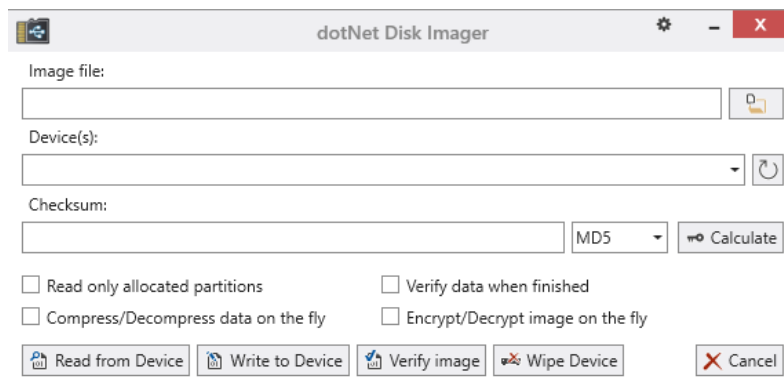 dotNet Disk Imager
Image file:
Device(s):
Checksum:
MD5 Calculate
Read only allocated partitions Verify data when finished
Compress/Decompress data on the fly Encrypt/Decrypt image on the fly
Read from Device Write to Device Verify image Wipe Device Cancel